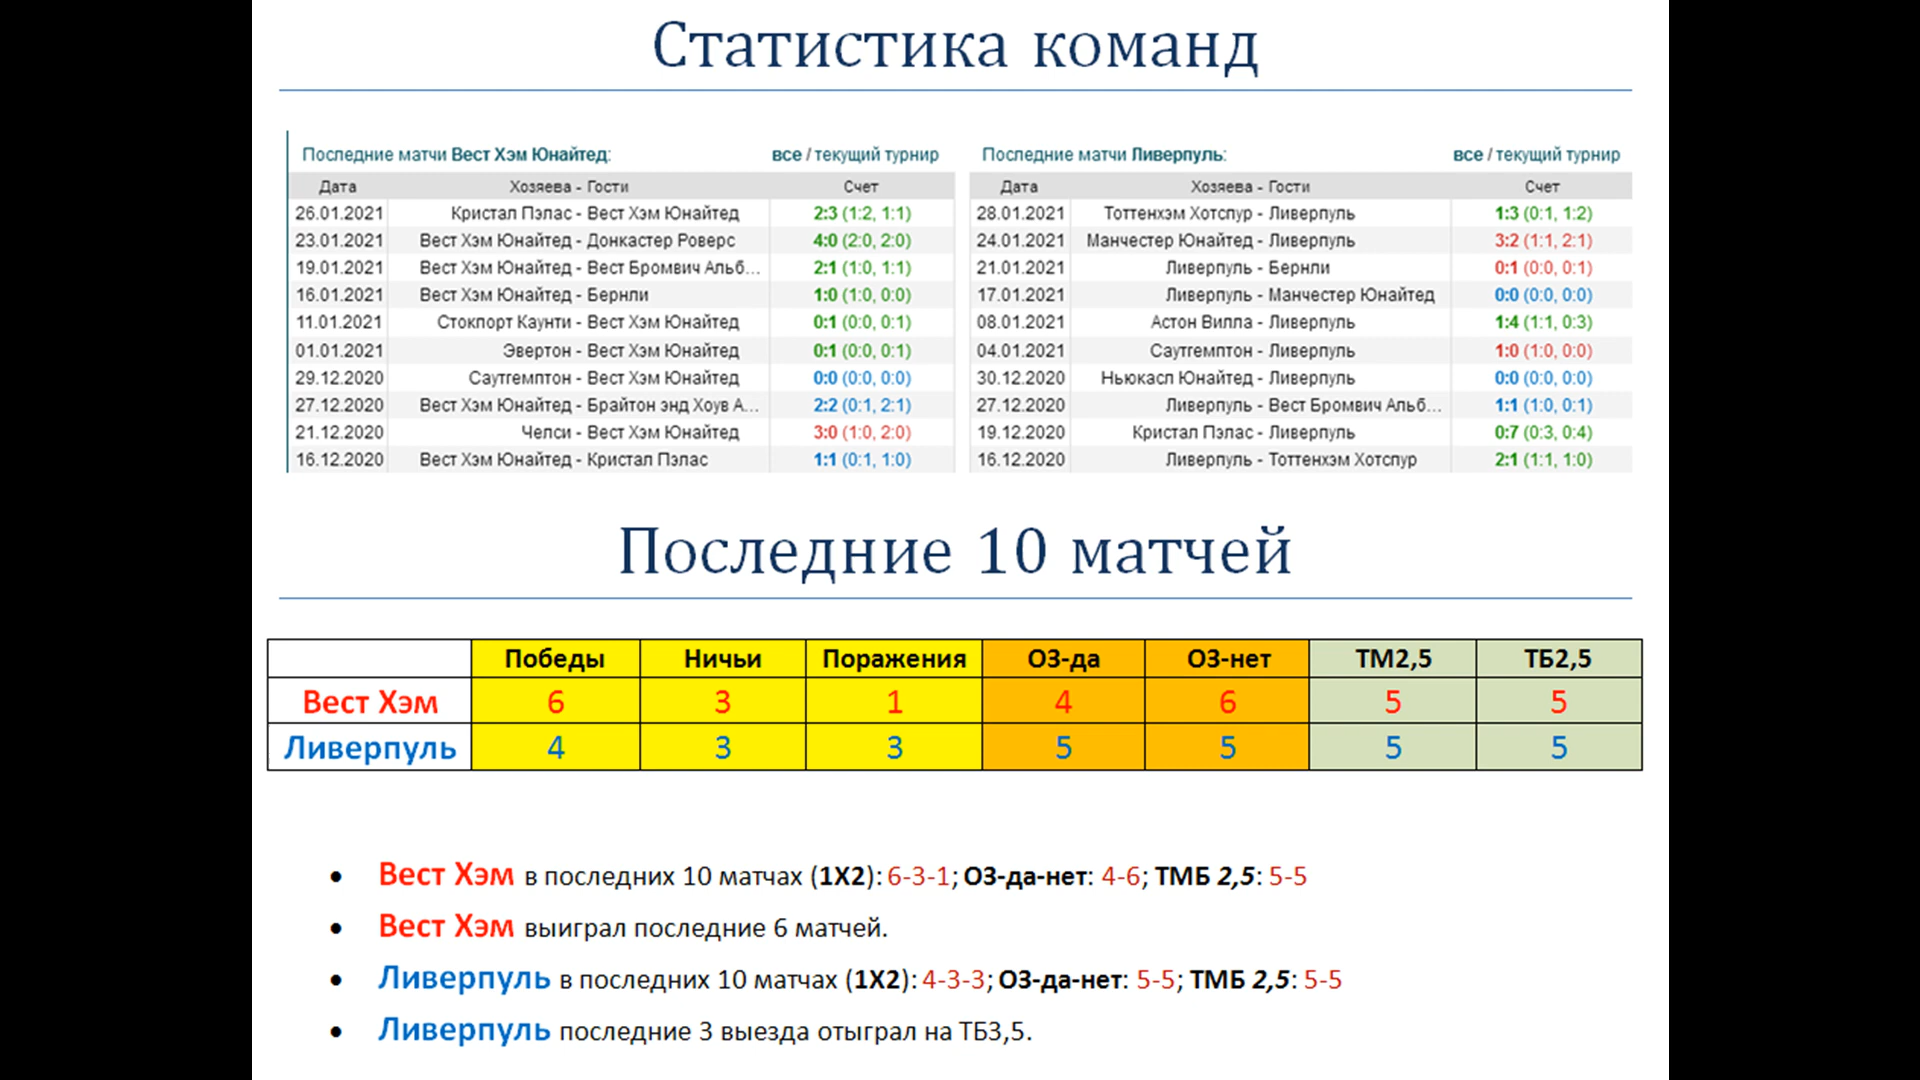 Статистика команд
Последние матчи Вест Хэм Юнайтед: все / текущий турнир
Дата Хозяева - Гости Счет
26.01.2021 Кристал Пэлас - Вест Хэм Юнайтед 2:3 (1:2, 1:1)
23.01.2021 Вест Хэм Юнайтед - Донкастер Роверс 4:0 (2:0, 2:0)
19.01.2021 Вест Хэм Юнайтед - Вест Бромвич Альб... 2:1 (1:0, 1:1)
16.01.2021 Вест Хэм Юнайтед - Бернли 1:0 (1:0, 0:0)
11.01.2021 Стокпорт Каунти - Вест Хэм Юнайтед 0:1 (0:0, 0:1)
01.01.2021 Эвертон - Вест Хэм Юнайтед 0:1 (0:0, 0:1)
29.12.2020 Саутгемптон - Вест Хэм Юнайтед 0:0 (0:0, 0:0)
27.12.2020 Вест Хэм Юнайтед - Брайтон энд Хоув А... 2:2 (0:1, 2:1)
21.12.2020 Челси - Вест Хэм Юнайтед 3:0 (1:0, 2:0)
16.12.2020 Вест Хэм Юнайтед - Кристал Пэлас 1:1 (0:1, 1:0)
Последние матчи Ливерпуль: все / текущий турнир
Дата Хозяева - Гости Счет
28.01.2021 Тоттенхэм Хотспур - Ливерпуль 1:3 (0:1, 1:2)
24.01.2021 Манчестер Юнайтед - Ливерпуль 3:2 (1:1, 2:1)
21.01.2021 Ливерпуль - Бернли 0:1 (0:0, 0:1)
17.01.2021 Ливерпуль - Манчестер Юнайтед 0:0 (0:0, 0:0)
08.01.2021 Астон Вилла - Ливерпуль 1:4 (1:1, 0:3)
04.01.2021 Саутгемптон - Ливерпуль 1:0 (1:0, 0:0)
30.12.2020 Ньюкасл Юнайтед - Ливерпуль 0:0 (0:0, 0:0)
27.12.2020 Ливерпуль - Вест Бромвич Альб... 1:1 (1:0, 0:1)
19.12.2020 Кристал Пэлас - Ливерпуль 0:7 (0:3, 0:4)
16.12.2020 Ливерпуль - Тоттенхэм Хотспур 2:1 (1:1, 1:0)
Последние 10 матчей
Победы Ничьи Поражения ОЗ-да ОЗ-нет ТМ2,5 ТБ2,5
Вест Хэм 6 3 1 4 6 5 5
Ливерпуль 4 3 3 5 5 5 5
• Вест Хэм в последних 10 матчах (1Х2): 6-3-1; ОЗ-да-нет: 4-6; ТМБ 2,5: 5-5
• Вест Хэм выиграл последние 6 матчей.
• Ливерпуль в последних 10 матчах (1Х2): 4-3-3; ОЗ-да-нет: 5-5; ТМБ 2,5: 5-5
• Ливерпуль последние 3 выезда отыграл на ТБ3,5.